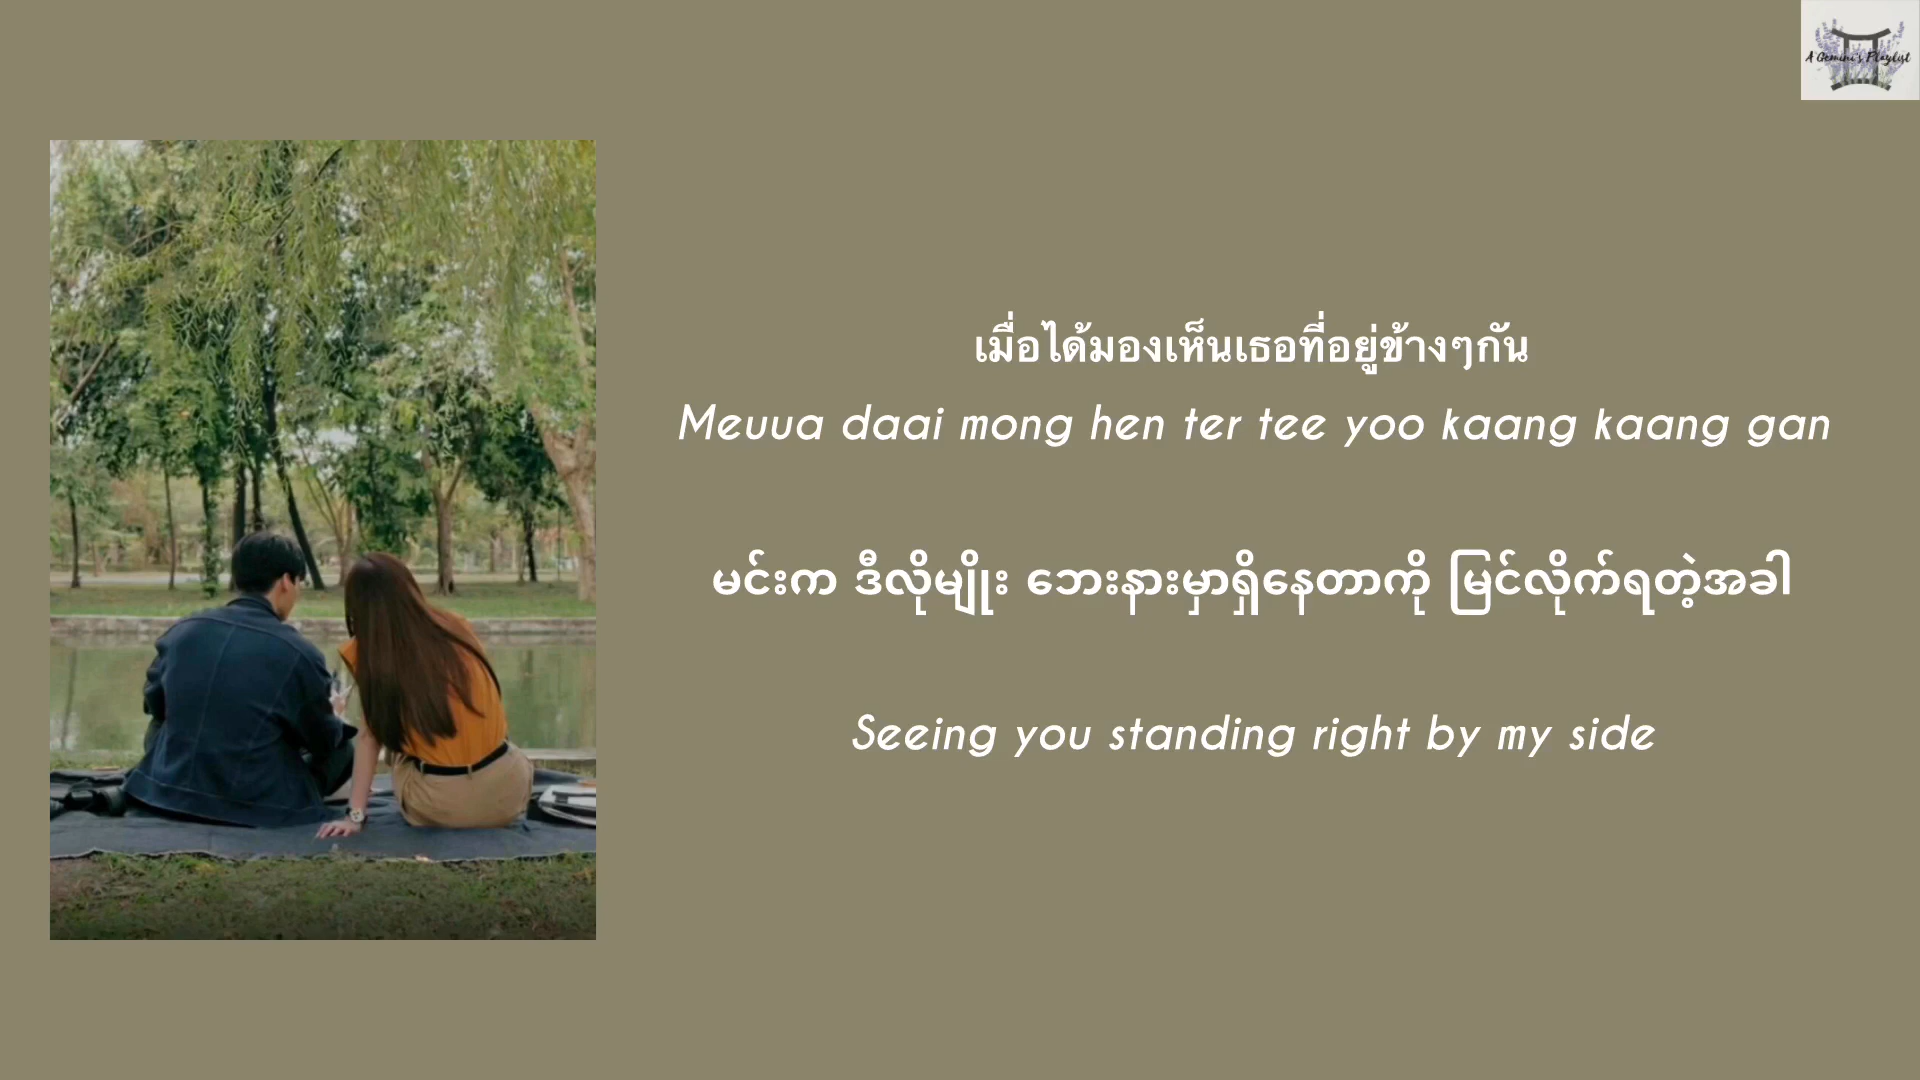 A Gemini's Playlist
เมื่อได้มองเห็นเธอที่อยู่ข้างๆกัน
Meuua daai mong hen ter tee yoo kaang kaang gan
မင်းက ဒီလိုမျိုး ဘေးနားမှာရှိနေတာကို မြင်လိုက်ရတဲ့အခါ
Seeing you standing right by my side